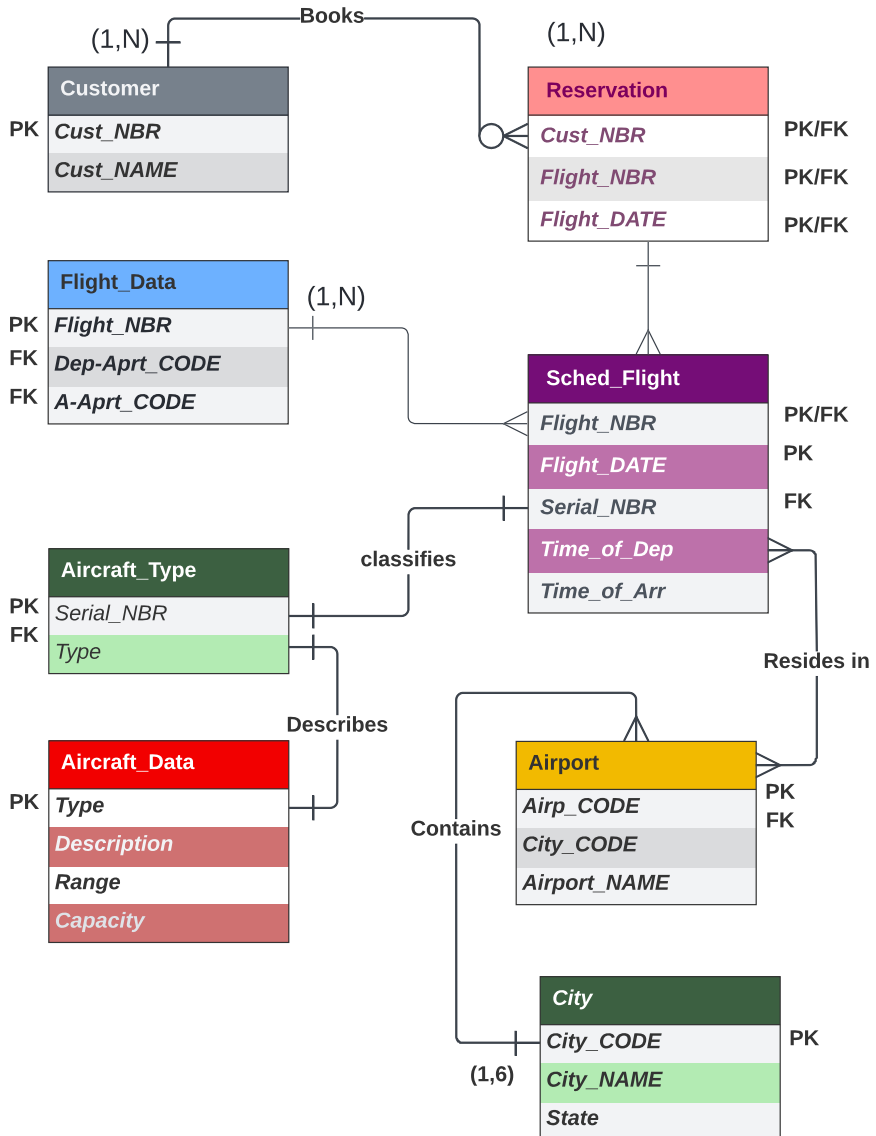 Books
(1,N)
(1,N)
Customer
PK
Cust_NBR
Cust_NAME
Reservation
Cust_NBR
PK/FK
Flight_NBR
PK/FK
Flight_DATE
PK/FK
Flight_Data
(1,N)
PK
Flight_NBR
FK
Dep-Aprt_CODE
FK
A-Aprt_CODE
Sched_Flight
Flight_NBR
PK/FK
Flight_DATE
PK
Serial_NBR
FK
Time_of_Dep
Time_of_Arr
classifies
Aircraft_Type
PK
Serial_NBR
FK
Type
Resides in
Describes
Aircraft_Data
PK
Type
Description
Range
Capacity
Airport
PK
Airp_CODE
FK
City_CODE
Airport_NAME
Contains
City
City_CODE
PK
(1,6)
City_NAME
State